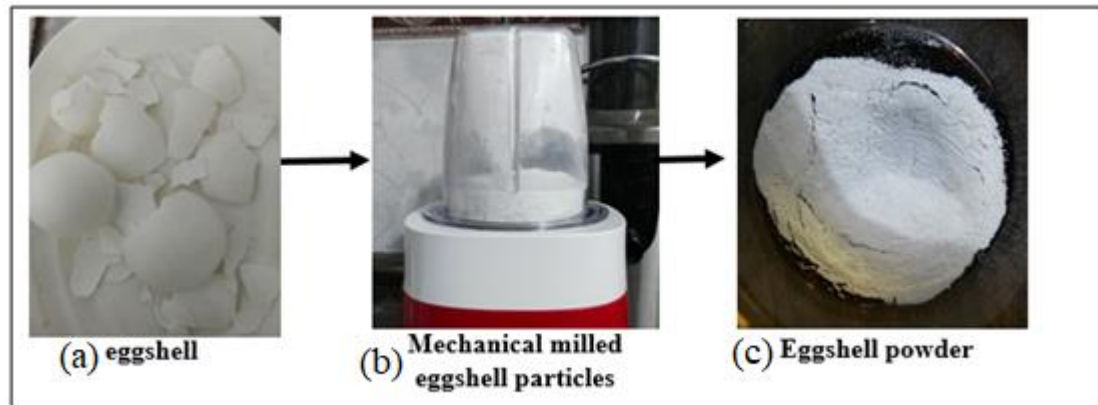 (a) eggshell
(b) Mechanical milled
eggshell particles
(c) Eggshell powder